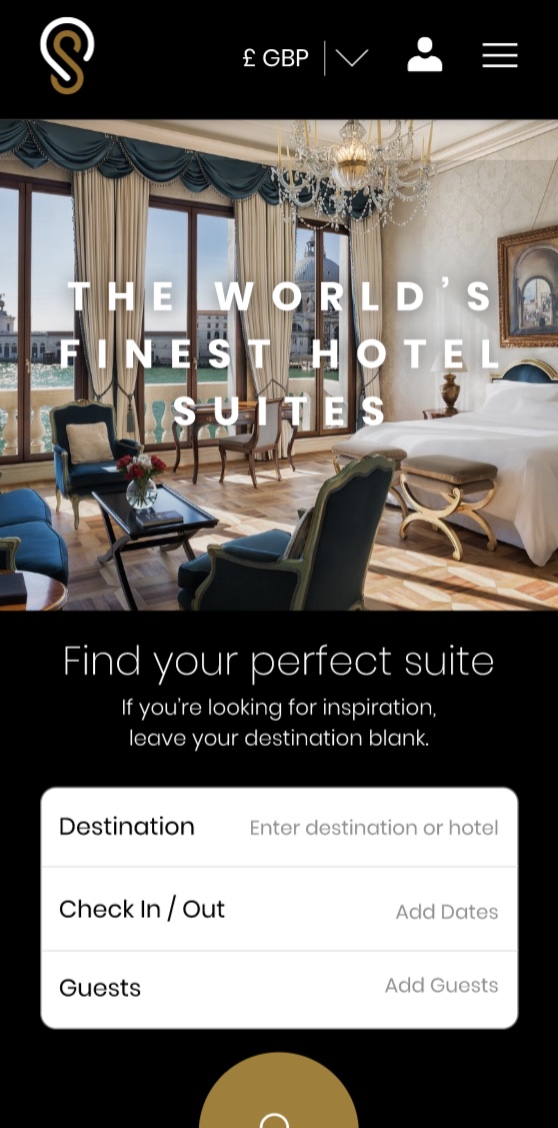 £ GBP
THE WORLD'S
FINEST HOTEL
SUITES
Find your perfect suite
If you're looking for inspiration,
leave your destination blank.
Destination
Enter destination or hotel
Check In / Out
Add Dates
Guests
Add Guests